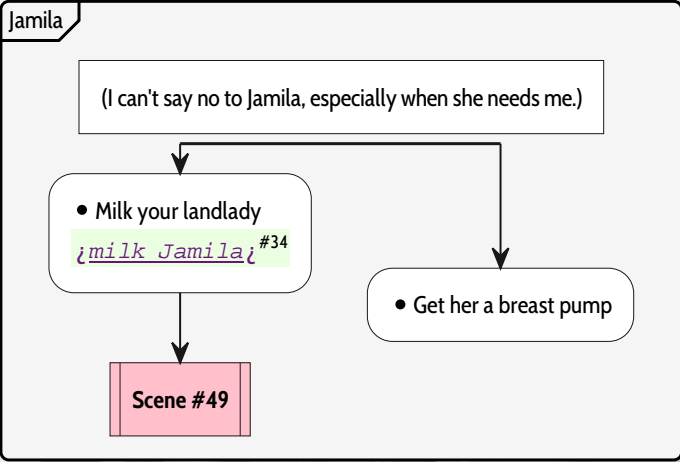 Jamila
(I can't say no to Jamila, especially when she needs me.)
• Milk your landlady
¿milk Jamila¿#34
• Get her a breast pump
Scene #49